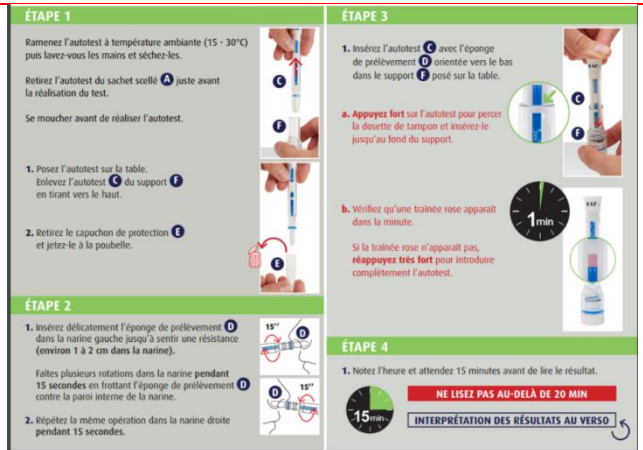 ÉTAPE 1
Ramenez l'autotest à température ambiante (15 - 30°C)
puis lavez-vous les mains et séchez-les.
Retirez l'autotest du sachet scellé A juste avant
la réalisation du test.
Se moucher avant de réaliser l'autotest.
C
F
1. Posez l'autotest sur la table.
Enlevez l'autotest C du support F
en tirant vers le haut.
2. Retirez le capuchon de protection E
et jetez-le à la poubelle.
E
ÉTAPE 2
1. Insérez délicatement l'éponge de prélèvement D
dans la narine gauche jusqu'à sentir une résistance
(environ 1 à 2 cm dans la narine).
Faites plusieurs rotations dans la narine pendant
15 secondes en frottant l'éponge de prélèvement D
contre la paroi interne de la narine.
2. Répétez la même opération dans la narine droite
pendant 15 secondes.
15''
D
D
15''
ÉTAPE 3
1. Insérez l'autotest C avec l'éponge
de prélèvement D orientée vers le bas
dans le support F posé sur la table.
a. Appuyez fort sur l'autotest pour percer
la dosette de tampon et insérez-le
jusqu'au fond du support.
C
F
b. Vérifiez qu'une trainée rose apparaît
dans la minute.
Si la trainée rose n'apparaît pas,
réappuyez très fort pour introduire
complètement l'autotest.
1min
ÉTAPE 4
1. Notez l'heure et attendez 15 minutes avant de lire le résultat.
15min
NE LISEZ PAS AU-DELÀ DE 20 MIN
INTERPRÉTATION DES RÉSULTATS AU VERSO